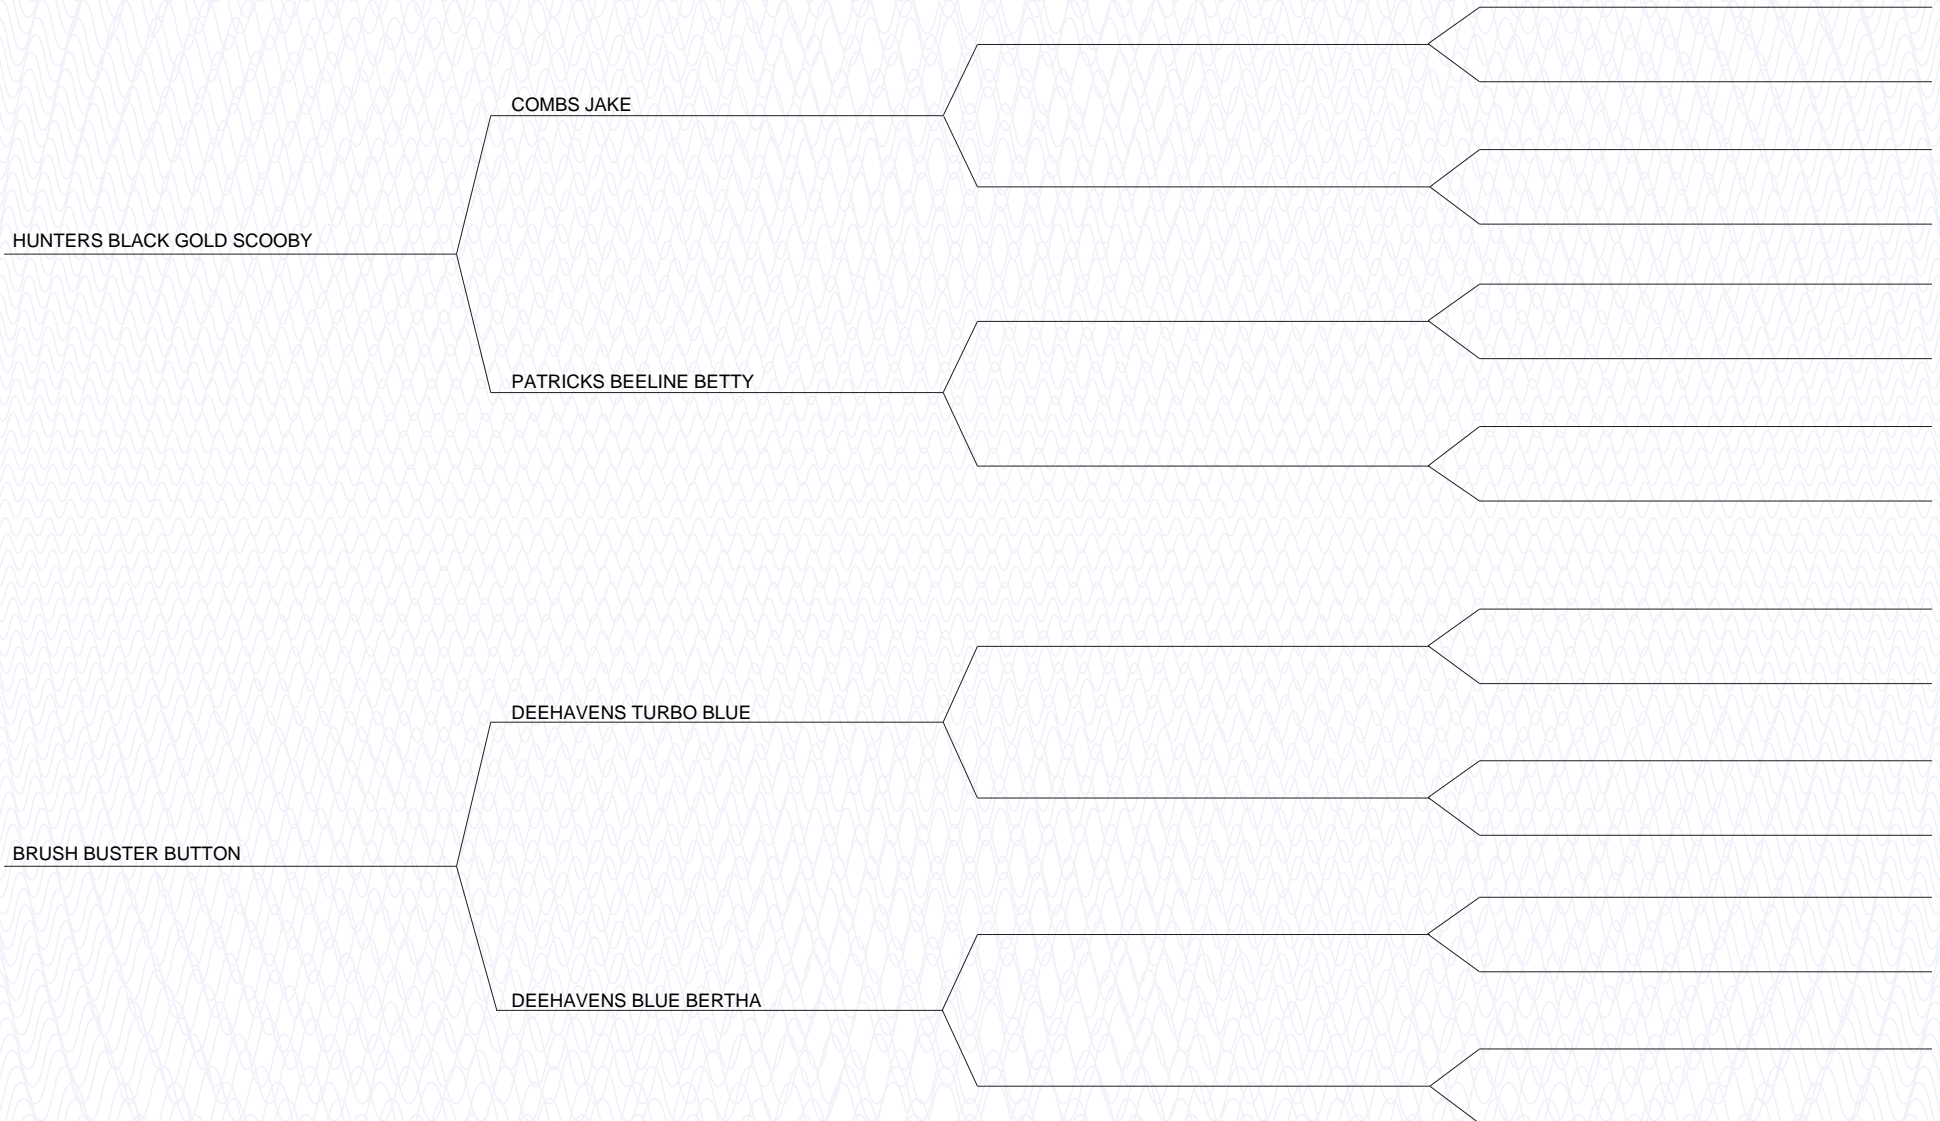 COMBS JAKE
HUNTERS BLACK GOLD SCOOBY
PATRICKS BEELINE BETTY
DEEHAVENS TURBO BLUE
BRUSH BUSTER BUTTON
DEEHAVENS BLUE BERTHA